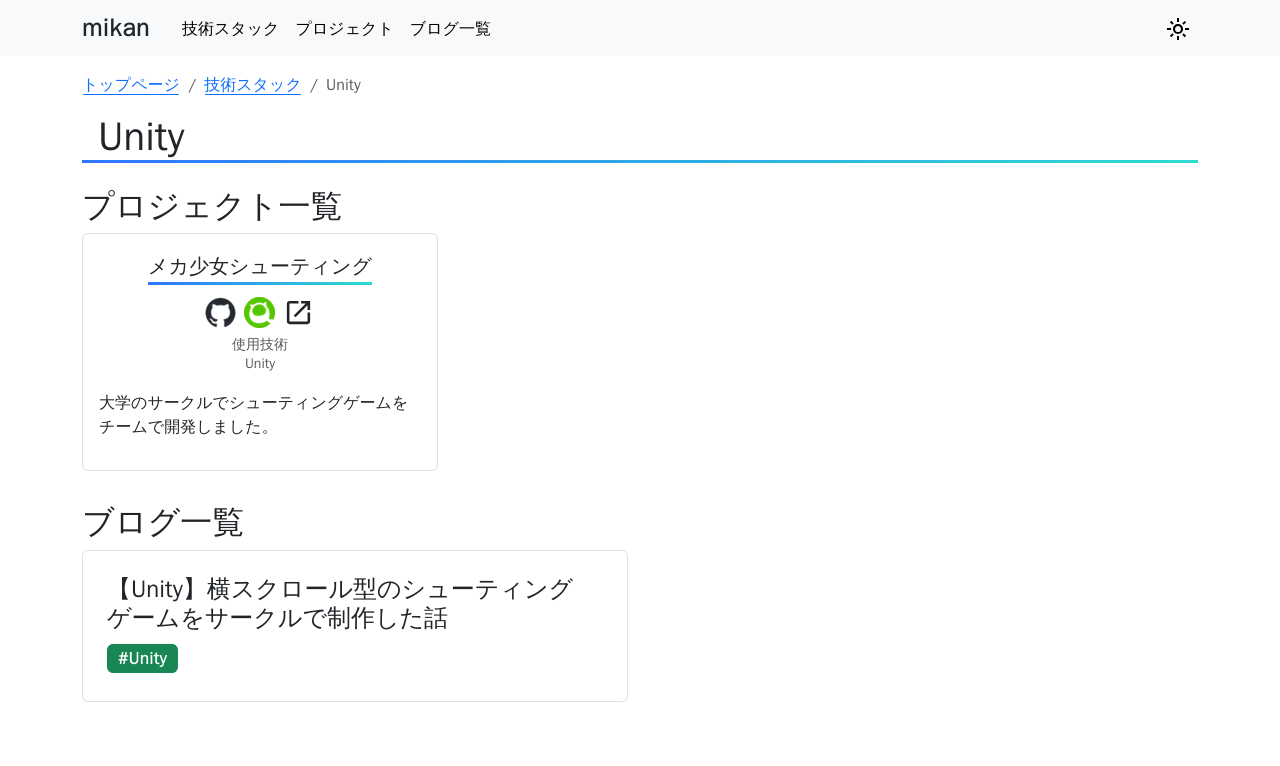 mikan 技術スタック プロジェクト ブログ一覧
トップページ / 技術スタック / Unity
Unity
プロジェクト一覧
メカ少女シューティング
使用技術
Unity
大学のサークルでシューティングゲームを
チームで開発しました。
ブログ一覧
【Unity】横スクロール型のシューティング
ゲームをサークルで制作した話
#Unity